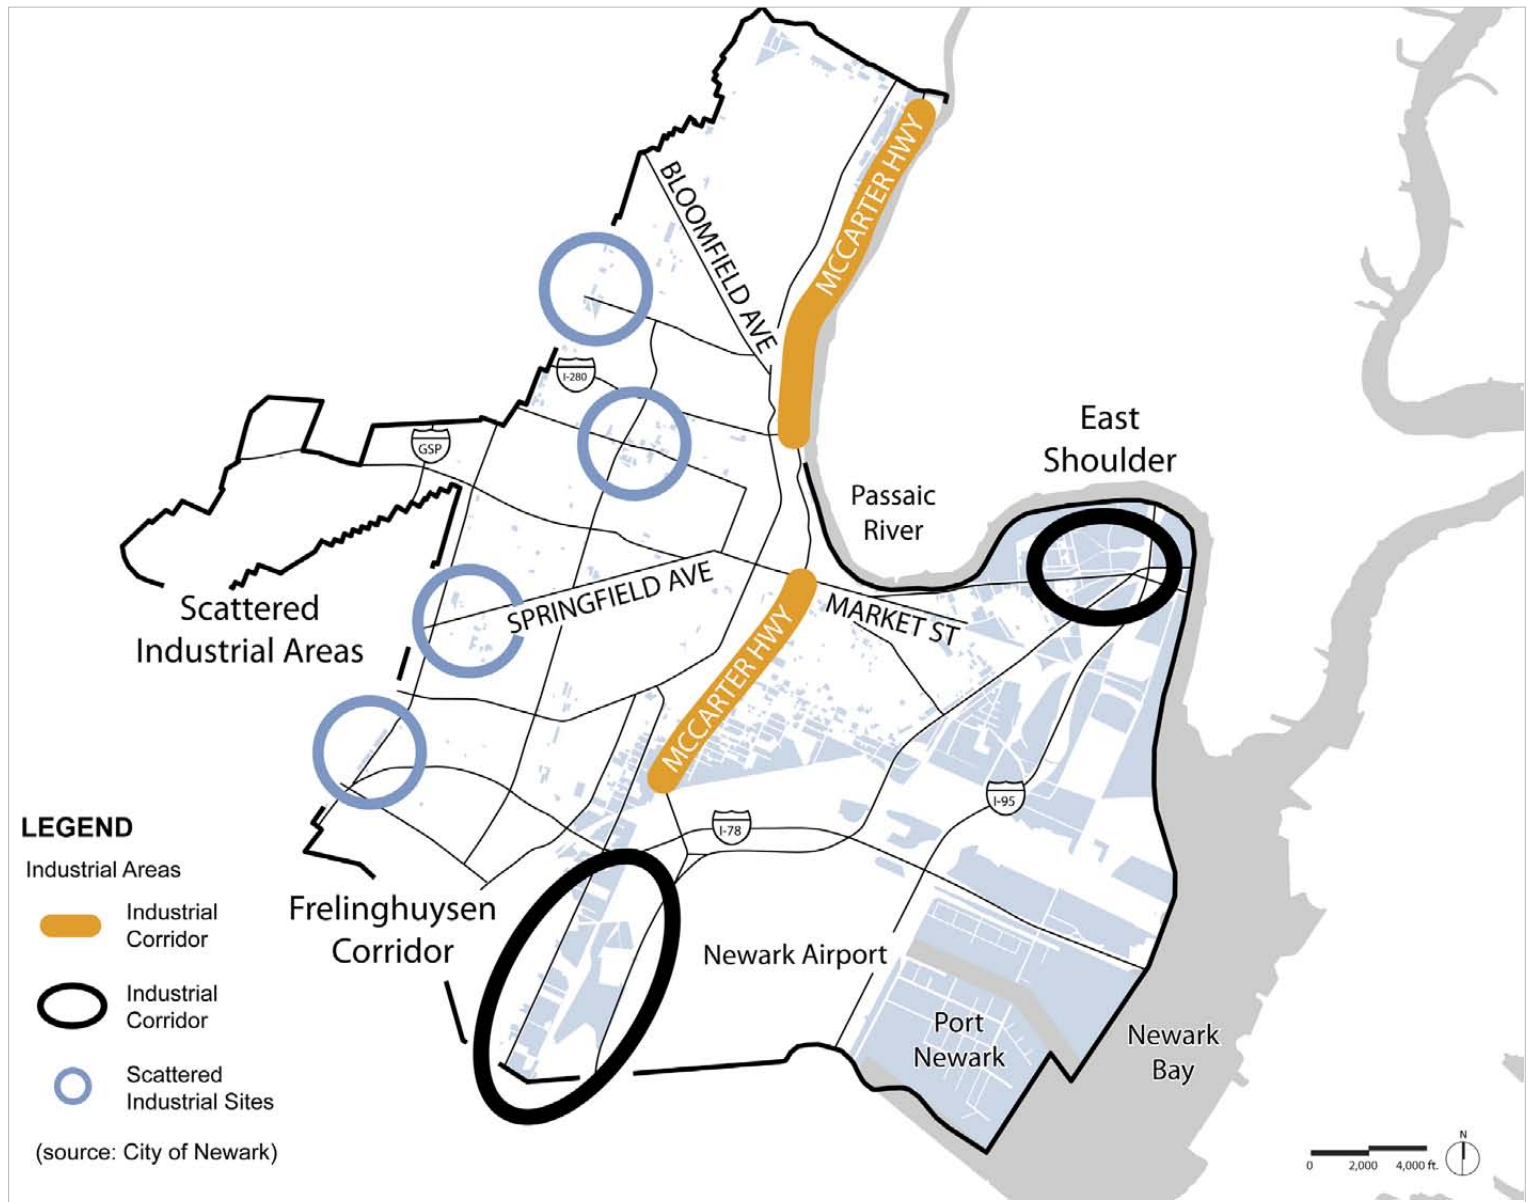 MCCARTER HWY
BLOOMFIELD AVE
I-280
GSP
East
Shoulder
Passaic
River
Scattered
Industrial Areas
SPRINGFIELD AVE
MARKET ST
MCCARTER HWY
I-95
I-78
LEGEND
Industrial Areas
Industrial
Corridor
Industrial
Corridor
Scattered
Industrial Sites
(source: City of Newark)
Frelinghuysen
Corridor
Newark Airport
Port
Newark
Newark
Bay
N
0 2,000 4,000 ft.